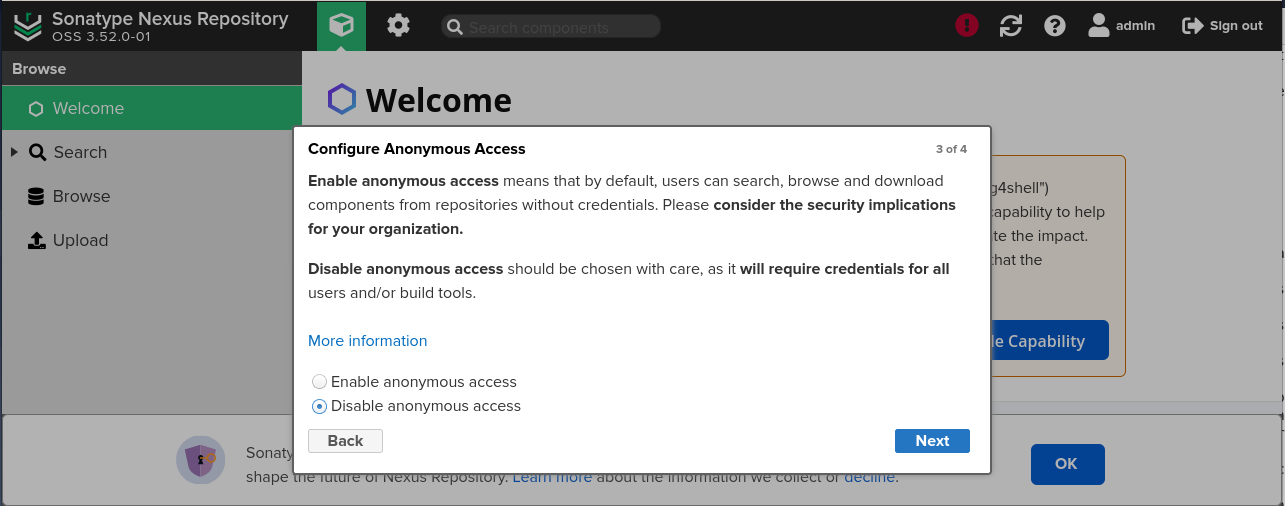 Sonatype Nexus Repository
OSS 3.52.0-01
Search components
admin
Sign out
Browse
Welcome
Search
Browse
Upload
Welcome
Configure Anonymous Access
3 of 4
Enable anonymous access means that by default, users can search, browse and download
components from repositories without credentials. Please consider the security implications
for your organization.
Disable anonymous access should be chosen with care, as it will require credentials for all
users and/or build tools.
More information
Enable anonymous access
Disable anonymous access
Back
Next
g4shell")
capability to help
te the impact.
that the
le Capability
Sonaty
shape the future of Nexus Repository. Learn more about the information we collect or decline.
OK